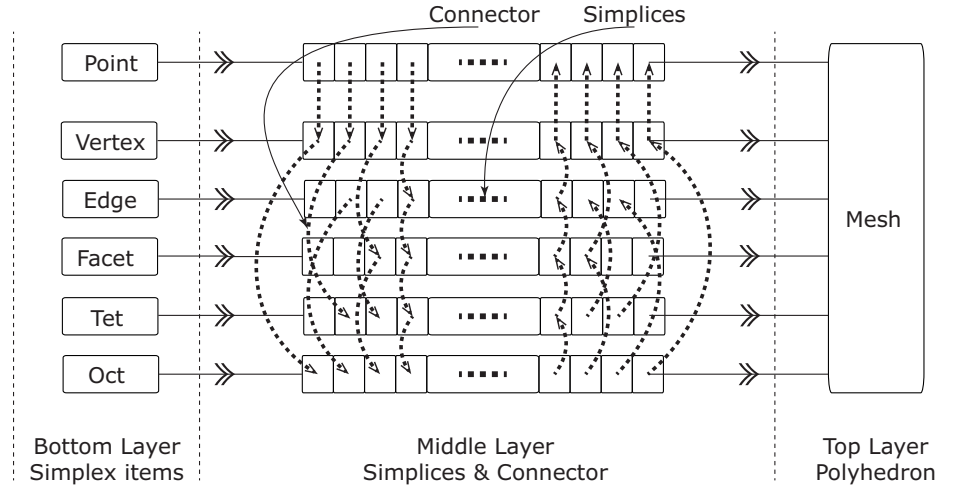 Connector Simplices
Point
Vertex
Edge
Facet
Tet
Oct
Mesh
Bottom Layer
Simplex items
Middle Layer
Simplices & Connector
Top Layer
Polyhedron